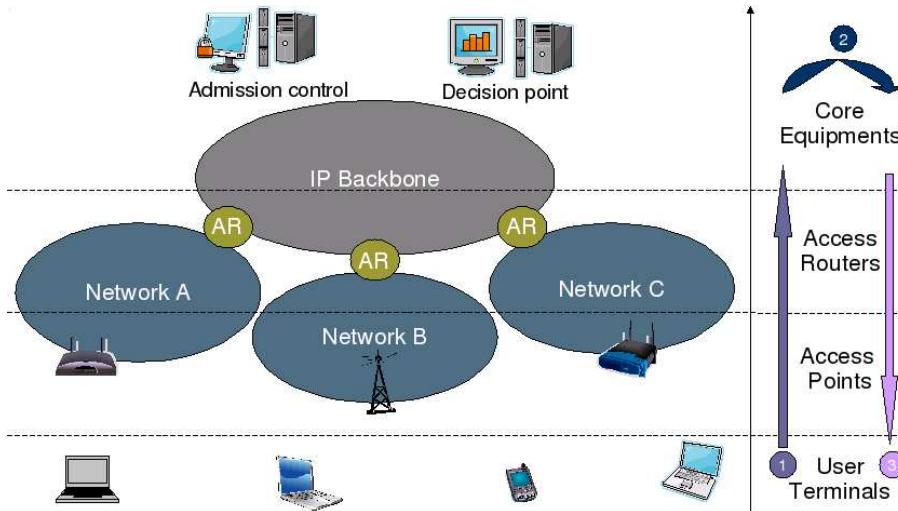 Admission control
Decision point
2
Core
Equipments
IP Backbone
AR
AR
AR
Network A
Network B
Network C
Access
Routers
Access
Points
1
User
Terminals
3